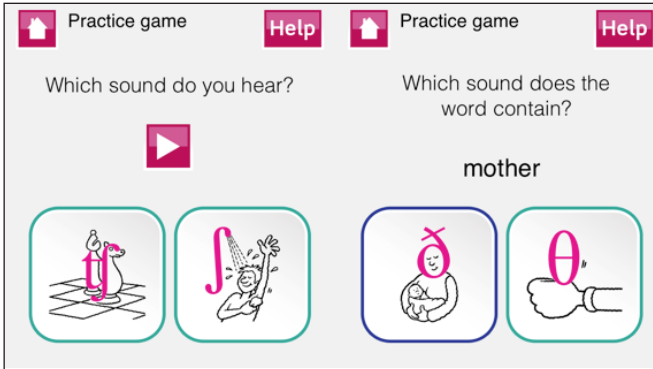 Practice game
Help
Which sound do you hear?
tʃ
ʃ
Practice game
Help
Which sound does the
word contain?
mother
ð
θ